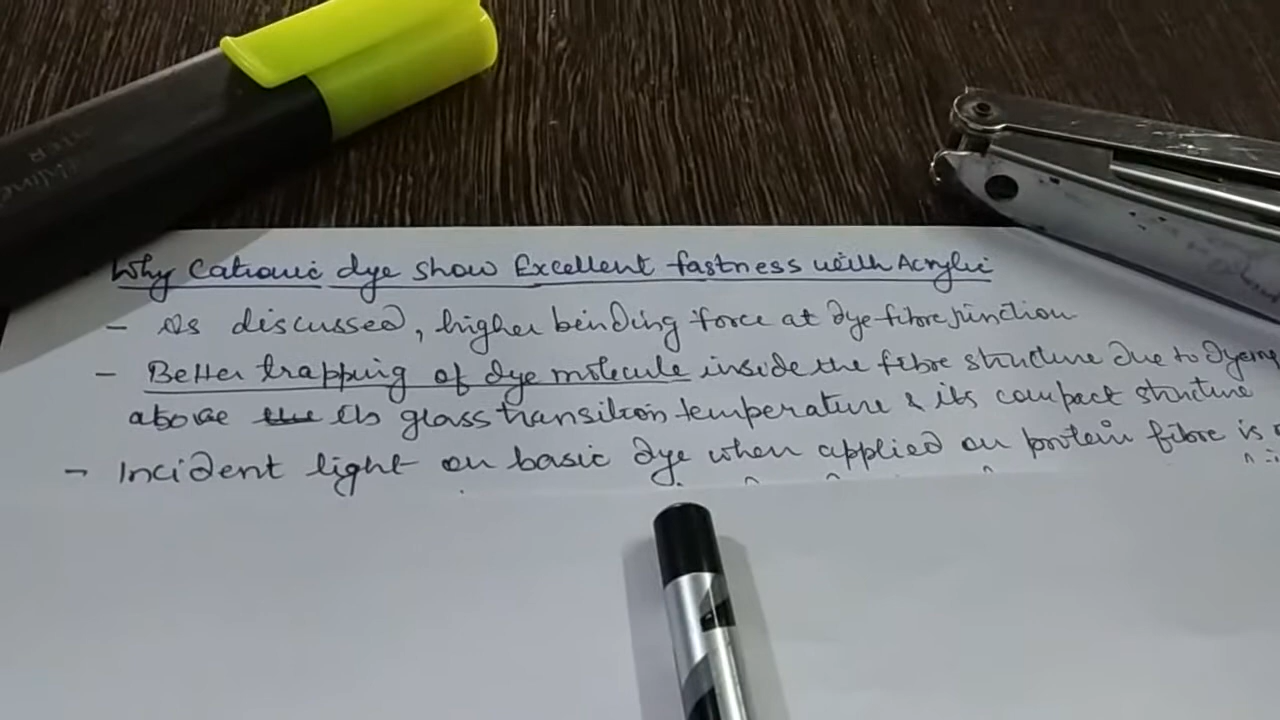 Why Cationic dye show Excellent fastness with Acrylic
- As discussed, higher binding force at dye fibre junction
- Better trapping of dye molecule inside the fibre structure due to
above its glass transition temperature & its compact structure
- Incident light on basic dye when applied on protein fibre is